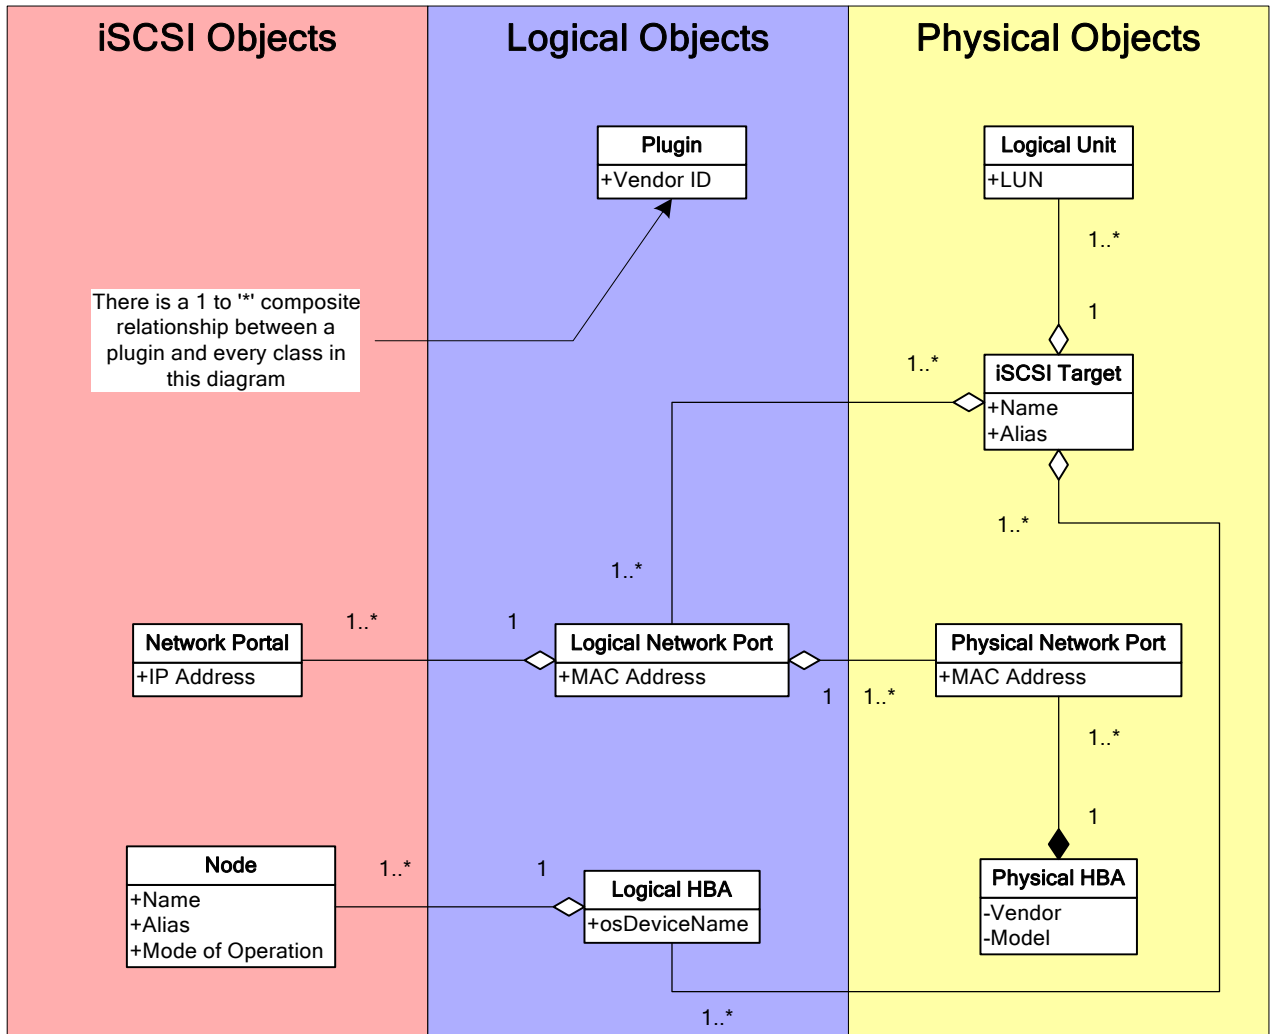 iSCSI Objects
Logical Objects
Physical Objects
Plugin
+Vendor ID
Logical Unit
+LUN
1..*
1
There is a 1 to '*' composite
relationship between a
plugin and every class in
this diagram
1..*
iSCSI Target
+Name
+Alias
1..*
1..*
1..*
1
Network Portal
+IP Address
Logical Network Port
+MAC Address
Physical Network Port
+MAC Address
1
1..*
1..*
1
1..*
1
Node
+Name
+Alias
+Mode of Operation
Logical HBA
+osDeviceName
Physical HBA
-Vendor
-Model
1..*